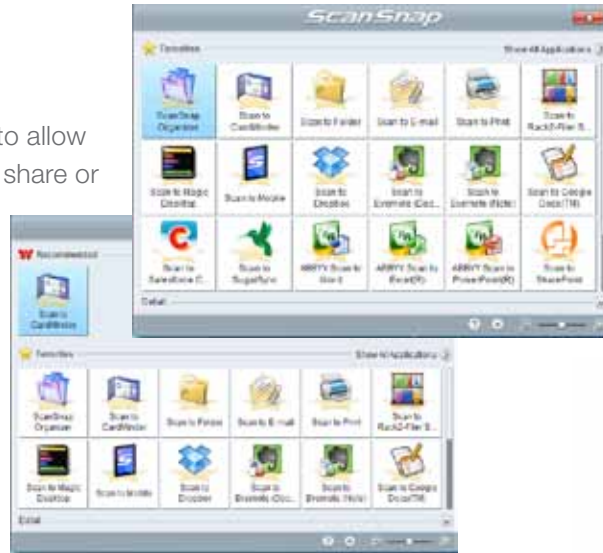 to allow
share or
ScanSnap
Favorites
Show All Applications
ScanSnap Organizer
Scan to CardMinder
Scan to Folder
Scan to E-mail
Scan to Print
Scan to Rack2-Filer S...
Scan to Magic Desktop
Scan to Mobile
Scan to Dropbox
Scan to Evernote (Doc...
Scan to Evernote (Note)
Scan to Google Docs(TM)
Scan to Salesforce C...
Scan to SugarSync
ABBYY Scan to Word
ABBYY Scan to Excel(R)
ABBYY Scan to PowerPoint(R)
Scan to SharePoint
Detail
Recommended
Scan to CardMinder
Favorites
Show All Applications
ScanSnap Organizer
Scan to CardMinder
Scan to Folder
Scan to E-mail
Scan to Print
Scan to Rack2-Filer S...
Scan to Magic Desktop
Scan to Mobile
Scan to Dropbox
Scan to Evernote (Doc...
Scan to Evernote (Note)
Scan to Google Docs(TM)
Detail